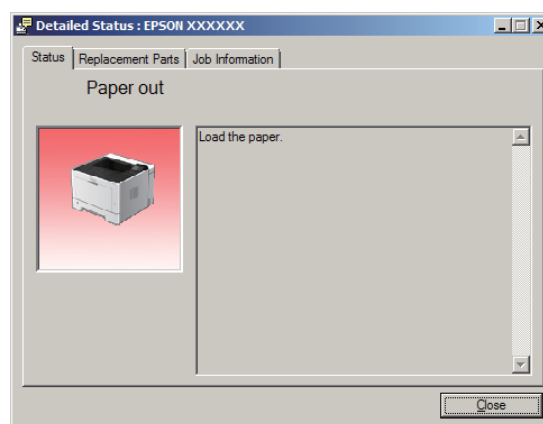 Detailed Status : EPSON XXXXXX
Status Replacement Parts Job Information
Paper out
Load the paper.
Close